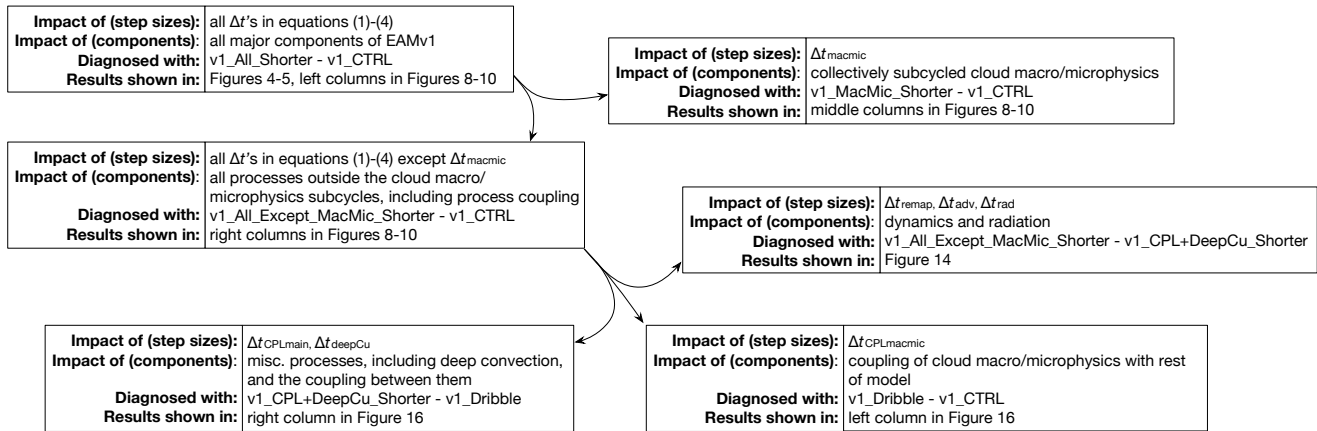 Impact of (step sizes): all Δt's in equations (1)-(4)
Impact of (components): all major components of EAMv1
Diagnosed with: v1_All_Shorter - v1_CTRL
Results shown in: Figures 4-5, left columns in Figures 8-10
Impact of (step sizes): Δtmacmic
Impact of (components): collectively subcycled cloud macro/microphysics
Diagnosed with: v1_MacMic_Shorter - v1_CTRL
Results shown in: middle columns in Figures 8-10
Impact of (step sizes): all Δt's in equations (1)-(4) except Δtmacmic
Impact of (components): all processes outside the cloud macro/
microphysics subcycles, including process coupling
Diagnosed with: v1_All_Except_MacMic_Shorter - v1_CTRL
Results shown in: right columns in Figures 8-10
Impact of (step sizes): Δtremap, Δtadv, Δtrad
Impact of (components): dynamics and radiation
Diagnosed with: v1_All_Except_MacMic_Shorter - v1_CPL+DeepCu_Shorter
Results shown in: Figure 14
Impact of (step sizes): ΔtCPLmain, ΔtdeepCu
Impact of (components): misc. processes, including deep convection,
and the coupling between them
Diagnosed with: v1_CPL+DeepCu_Shorter - v1_Dribble
Results shown in: right column in Figure 16
Impact of (step sizes): ΔtCPLmacmic
Impact of (components): coupling of cloud macro/microphysics with rest
of model
Diagnosed with: v1_Dribble - v1_CTRL
Results shown in: left column in Figure 16